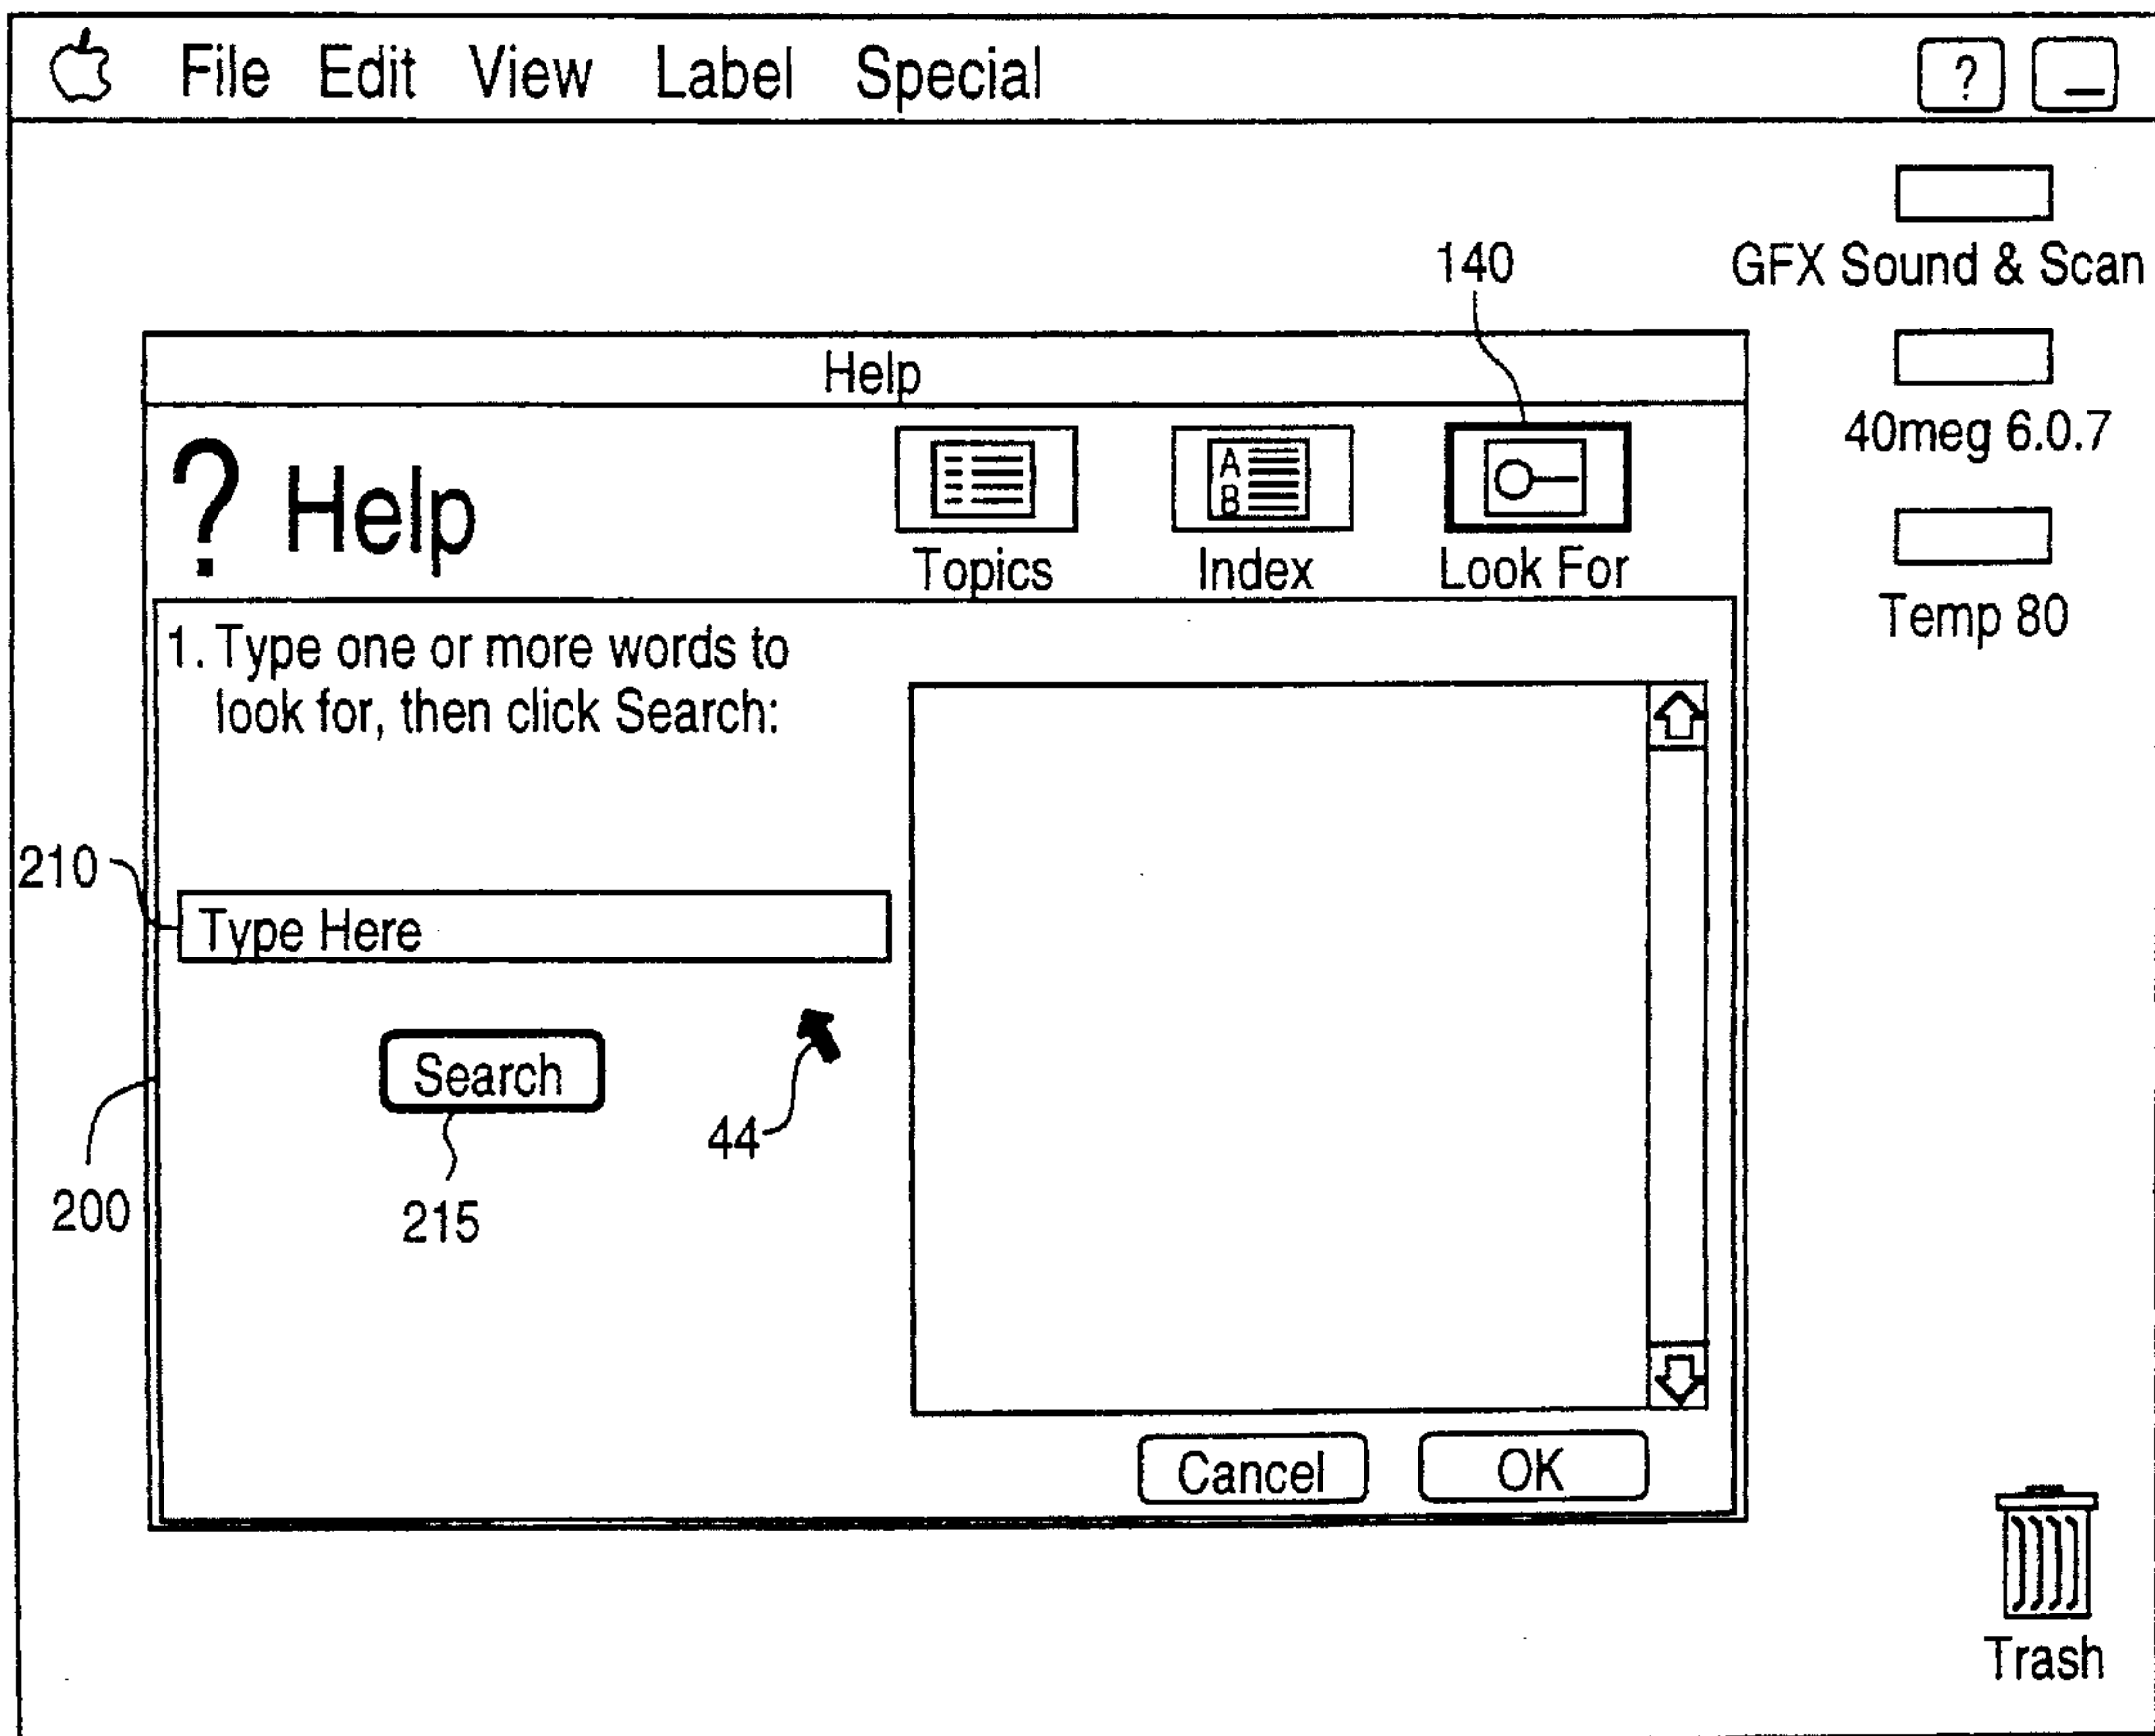 File Edit View Label Special ?
GFX Sound & Scan
140
40meg 6.0.7
Help
? Help
A
B
Topics Index Look For
Temp 80
1. Type one or more words to
look for, then click Search:
210
Type Here
Search
44
200
215
Cancel OK
Trash